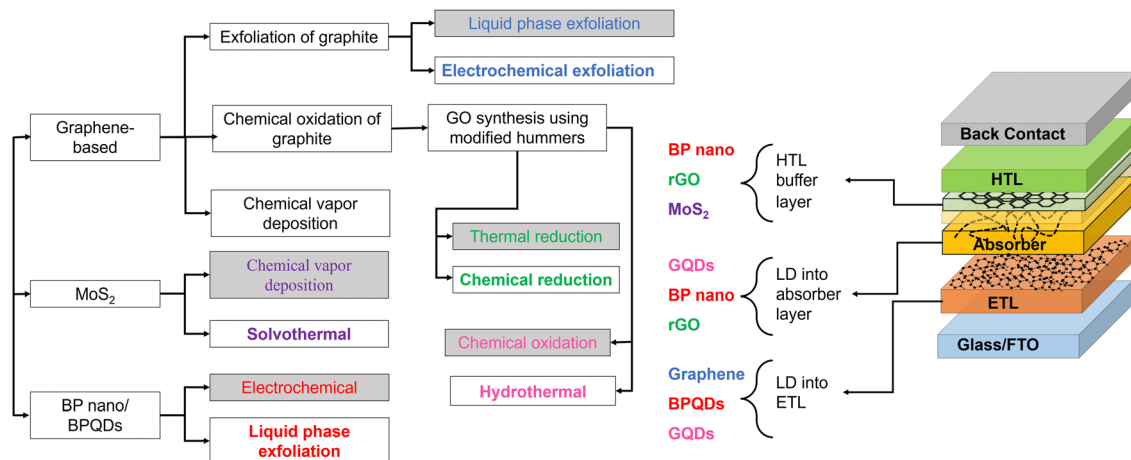 Exfoliation of graphite
Liquid phase exfoliation
Electrochemical exfoliation
Graphene-
based
Chemical oxidation of
graphite
GO synthesis using
modified hummers
Chemical vapor
deposition
Thermal reduction
Chemical reduction
MoS₂
Chemical vapor
deposition
Solvothermal
Chemical oxidation
Hydrothermal
BP nano/
BPQDs
Electrochemical
Liquid phase
exfoliation
BP nano
rGO
MoS₂
HTL
buffer
layer
GQDs
BP nano
rGO
LD into
absorber
layer
Graphene
BPQDs
GQDs
LD into
ETL
Back Contact
HTL
Absorber
ETL
Glass/FTO